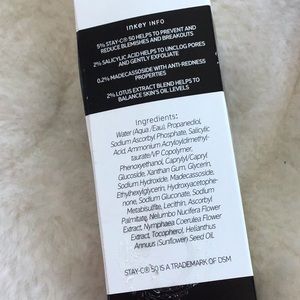 INKEY INFO
5% STAY-C® 50 HELPS TO PREVENT AND
REDUCE BLEMISHES AND BREAKOUTS
2% SALICYLIC ACID HELPS TO UNCLOG PORES
AND GENTLY EXFOLIATE
0.2% MADECASSOSIDE WITH ANTI-REDNESS
PROPERTIES
2% LOTUS EXTRACT BLEND HELPS TO
BALANCE SKIN'S OIL LEVELS
Ingredients:
Water (Aqua / Eau), Propanediol,
Sodium Ascorbyl Phosphate, Salicylic
Acid, Ammonium Acryloyldimethyl-
taurate/VP Copolymer,
Phenoxyethanol, Caprylyl/Capryl
Glucoside, Xanthan Gum, Glycerin,
Sodium Hydroxide, Madecassoside,
Ethylhexylglycerin, Hydroxyacetophe-
none, Sodium Gluconate, Sodium
Metabisulfite, Lecithin, Ascorbyl
Palmitate, Nelumbo Nucifera Flower
Extract, Nymphaea Coerulea Flower
Extract, Tocopherol, Helianthus
Annuus (Sunflower) Seed Oil
STAY-C® 50 IS A TRADEMARK OF DSM